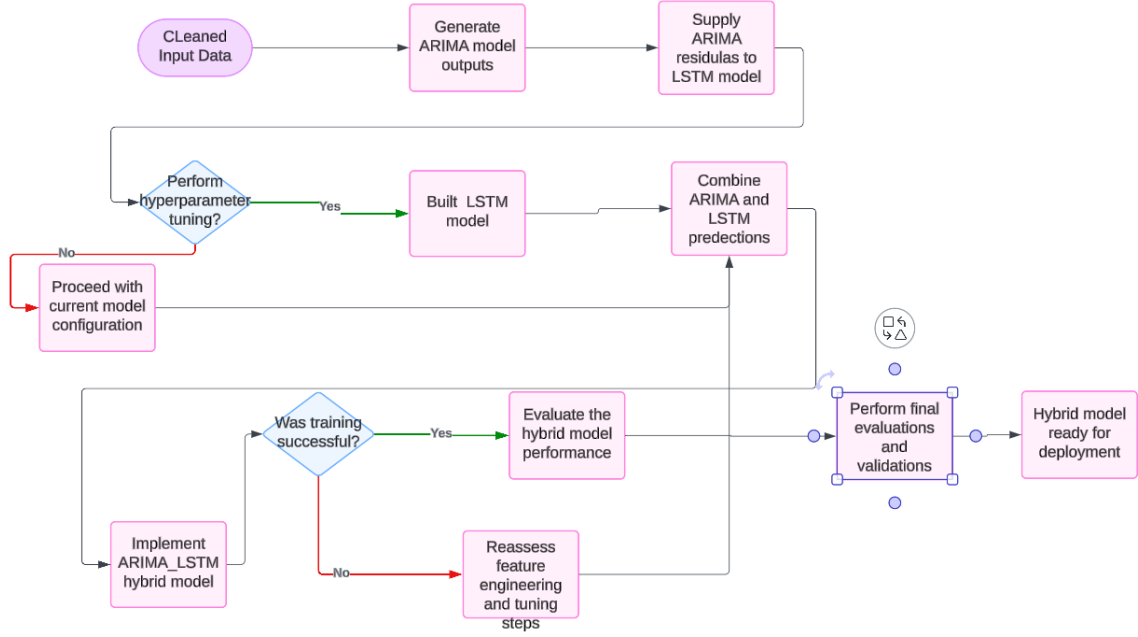 CLeaned
Input Data
Generate
ARIMA model
outputs
Supply
ARIMA
residulas to
LSTM model
Perform
hyperparameter
tuning?
Yes
Built LSTM
model
Combine
ARIMA and
LSTM
predections
No
Proceed with
current model
configuration
Was training
successful?
Yes
Evaluate the
hybrid model
performance
Perform final
evaluations
and
validations
Hybrid model
ready for
deployment
Implement
ARIMA_LSTM
hybrid model
No
Reassess
feature
engineering
and tuning
steps